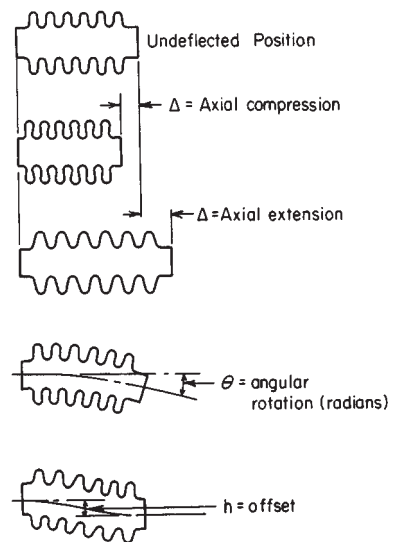 Undeflected Position
Δ = Axial compression
Δ = Axial extension
θ = angular
rotation (radians)
h = offset